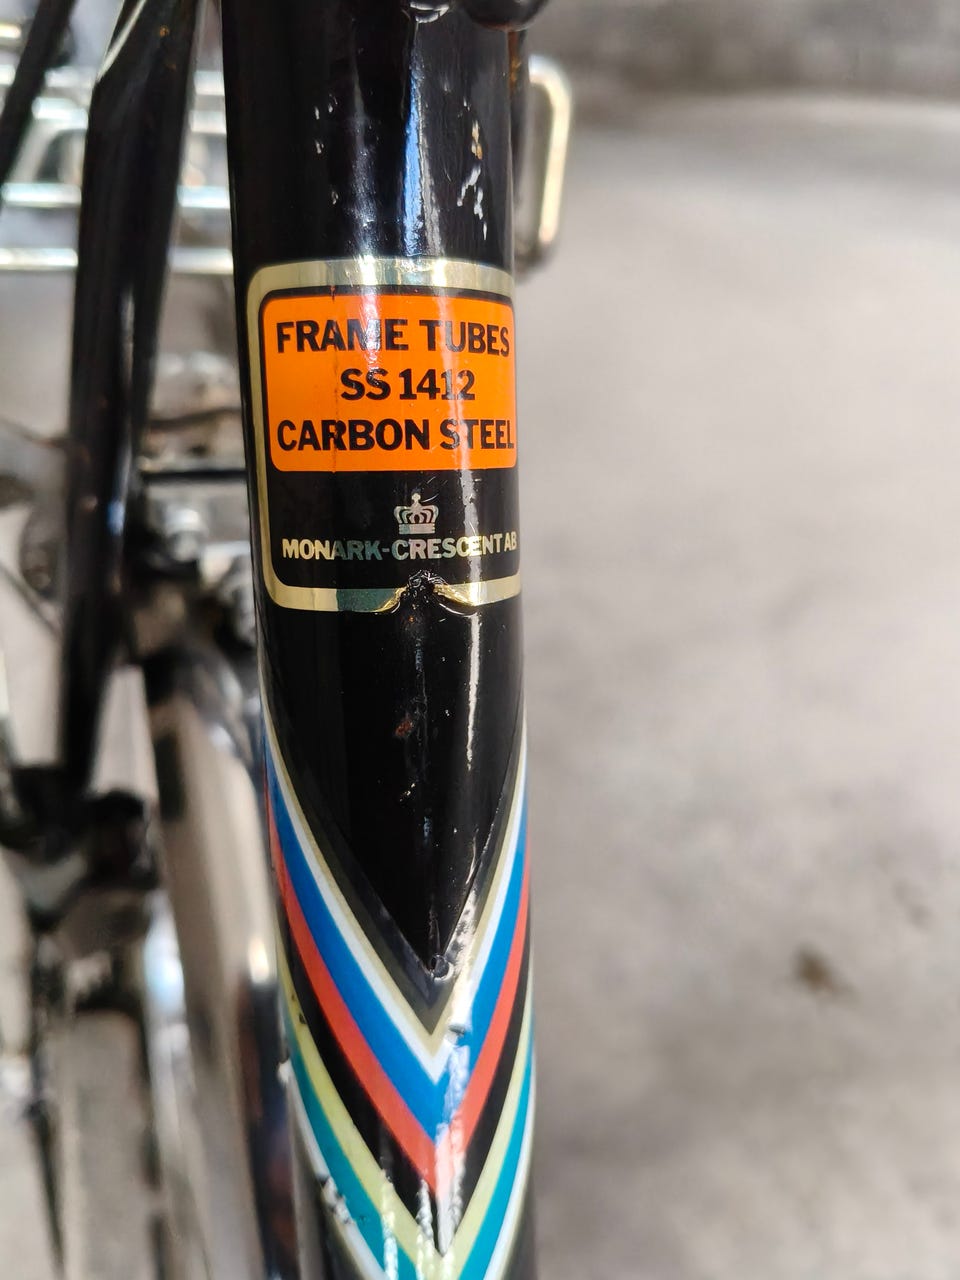 FRAME TUBES
SS 1412
CARBON STEEL
MONARK-CRESCENT AB